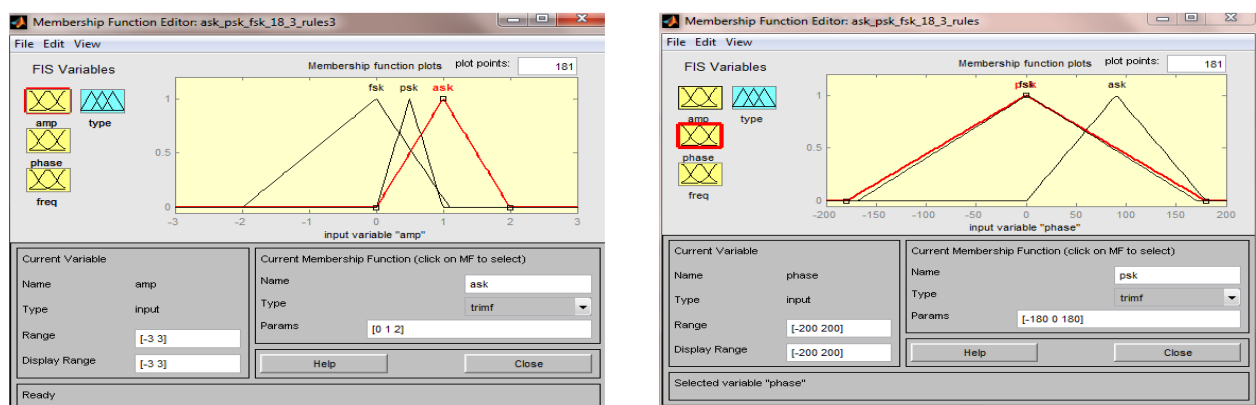 Membership Function Editor: ask_psk_fsk_18_3_rules3
File Edit View
FIS Variables
Membership function plots plot points: 181
amp
type
phase
freq
fsk psk ask
1
0.5
0
-3 -2 -1 0 1 2 3
input variable "amp"
Current Variable
Name amp
Type input
Range [-3 3]
Display Range [-3 3]
Current Membership Function (click on MF to select)
Name ask
Type trimf
Params [0 1 2]
Help Close
Ready
Membership Function Editor: ask_psk_fsk_18_3_rules
File Edit View
FIS Variables
Membership function plots plot points: 181
amp
type
phase
freq
ask
1
0.5
0
-200 -150 -100 -50 0 50 100 150 200
input variable "phase"
Current Variable
Name phase
Type input
Range [-200 200]
Display Range [-200 200]
Current Membership Function (click on MF to select)
Name psk
Type trimf
Params [-180 0 180]
Help Close
Selected variable "phase"